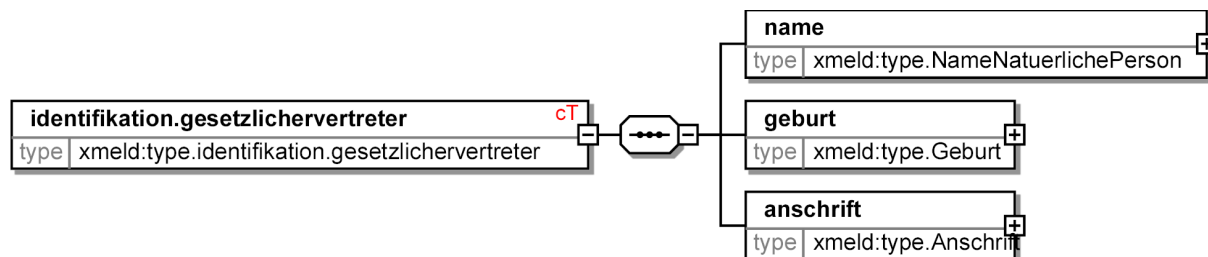 identifikation.gesetzlichervertreter
cT
type xmeld:type.identifikation.gesetzlichervertreter
name
type xmeld:type.NameNatuerlichePerson
geburt
type xmeld:type.Geburt
anschrift
type xmeld:type.Anschrift